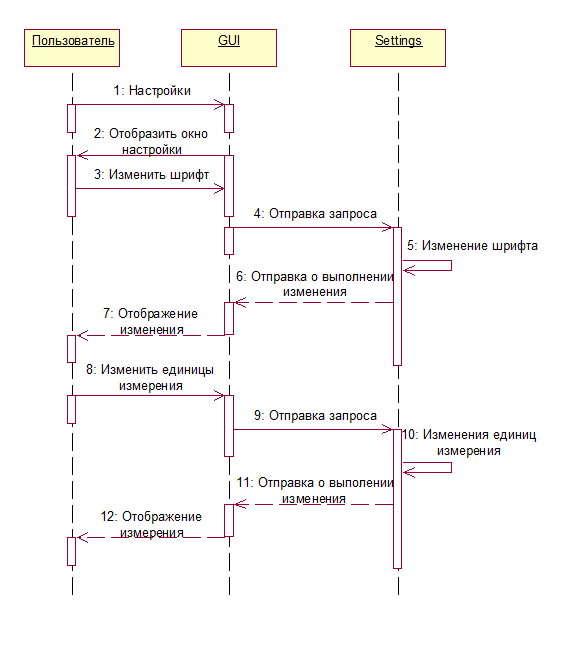 Пользователь
GUI
Settings
1: Настройки
2: Отобразить окно
настройки
3: Изменить шрифт
4: Отправка запроса
5: Изменение шрифта
6: Отправка о выполнении
изменения
7: Отображение
изменения
8: Изменить единицы
измерения
9: Отправка запроса
10: Изменения единиц
измерения
11: Отправка о выполении
изменения
12: Отображение
измерения